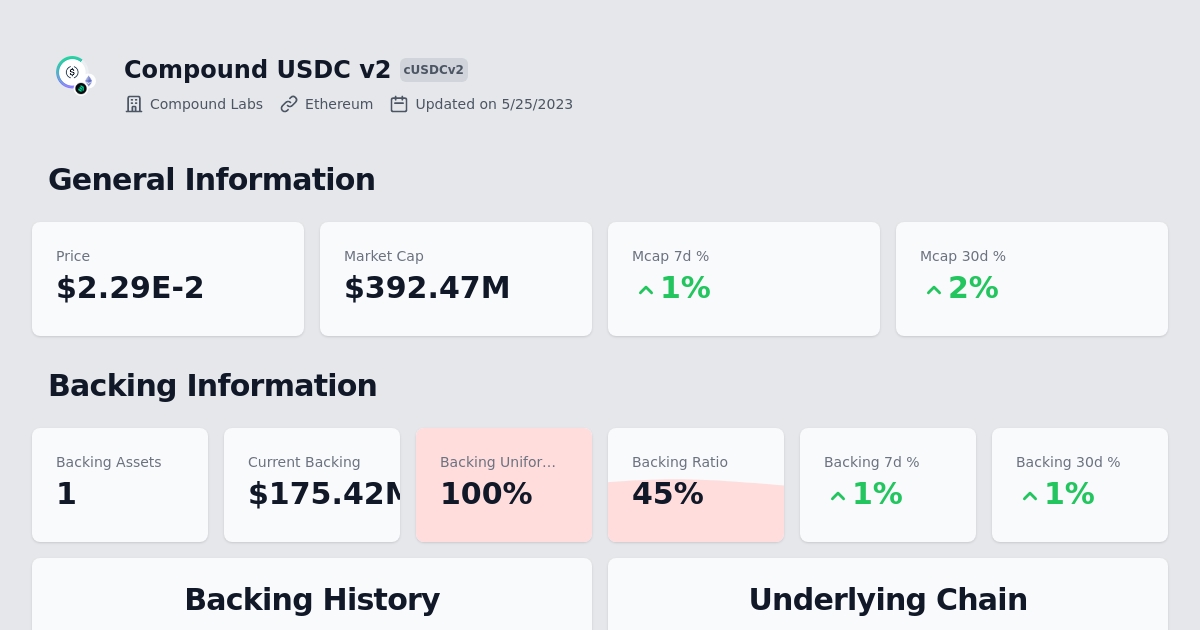 Compound USDC v2 cUSDCv2
Compound Labs Ethereum Updated on 5/25/2023
General Information
Price Market Cap Mcap 7d % Mcap 30d %
$2.29E-2 $392.47M 1% 2%
Backing Information
Backing Assets Current Backing Backing Unifor... Backing Ratio Backing 7d % Backing 30d %
1 $175.42M 100% 45% 1% 1%
Backing History Underlying Chain